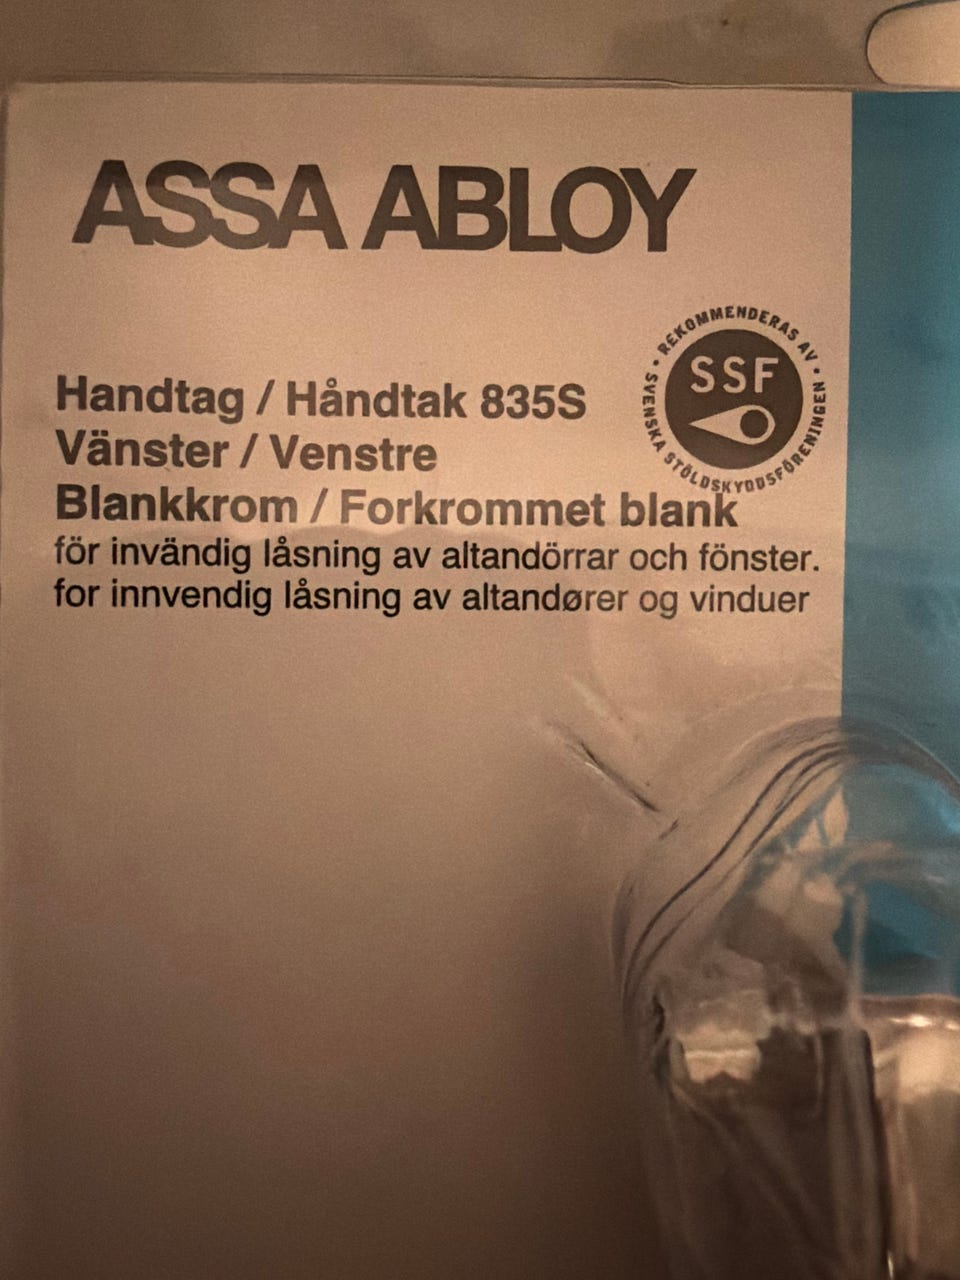 ASSA ABLOY
REKOMMENDERAS AV
SSF
• SVENSKA STÖLDSKYDDSFÖRENINGEN •
Handtag / Håndtak 835S
Vänster / Venstre
Blankkrom / Forkrommet blank
för invändig låsning av altandörrar och fönster.
for innvendig låsning av altandører og vinduer